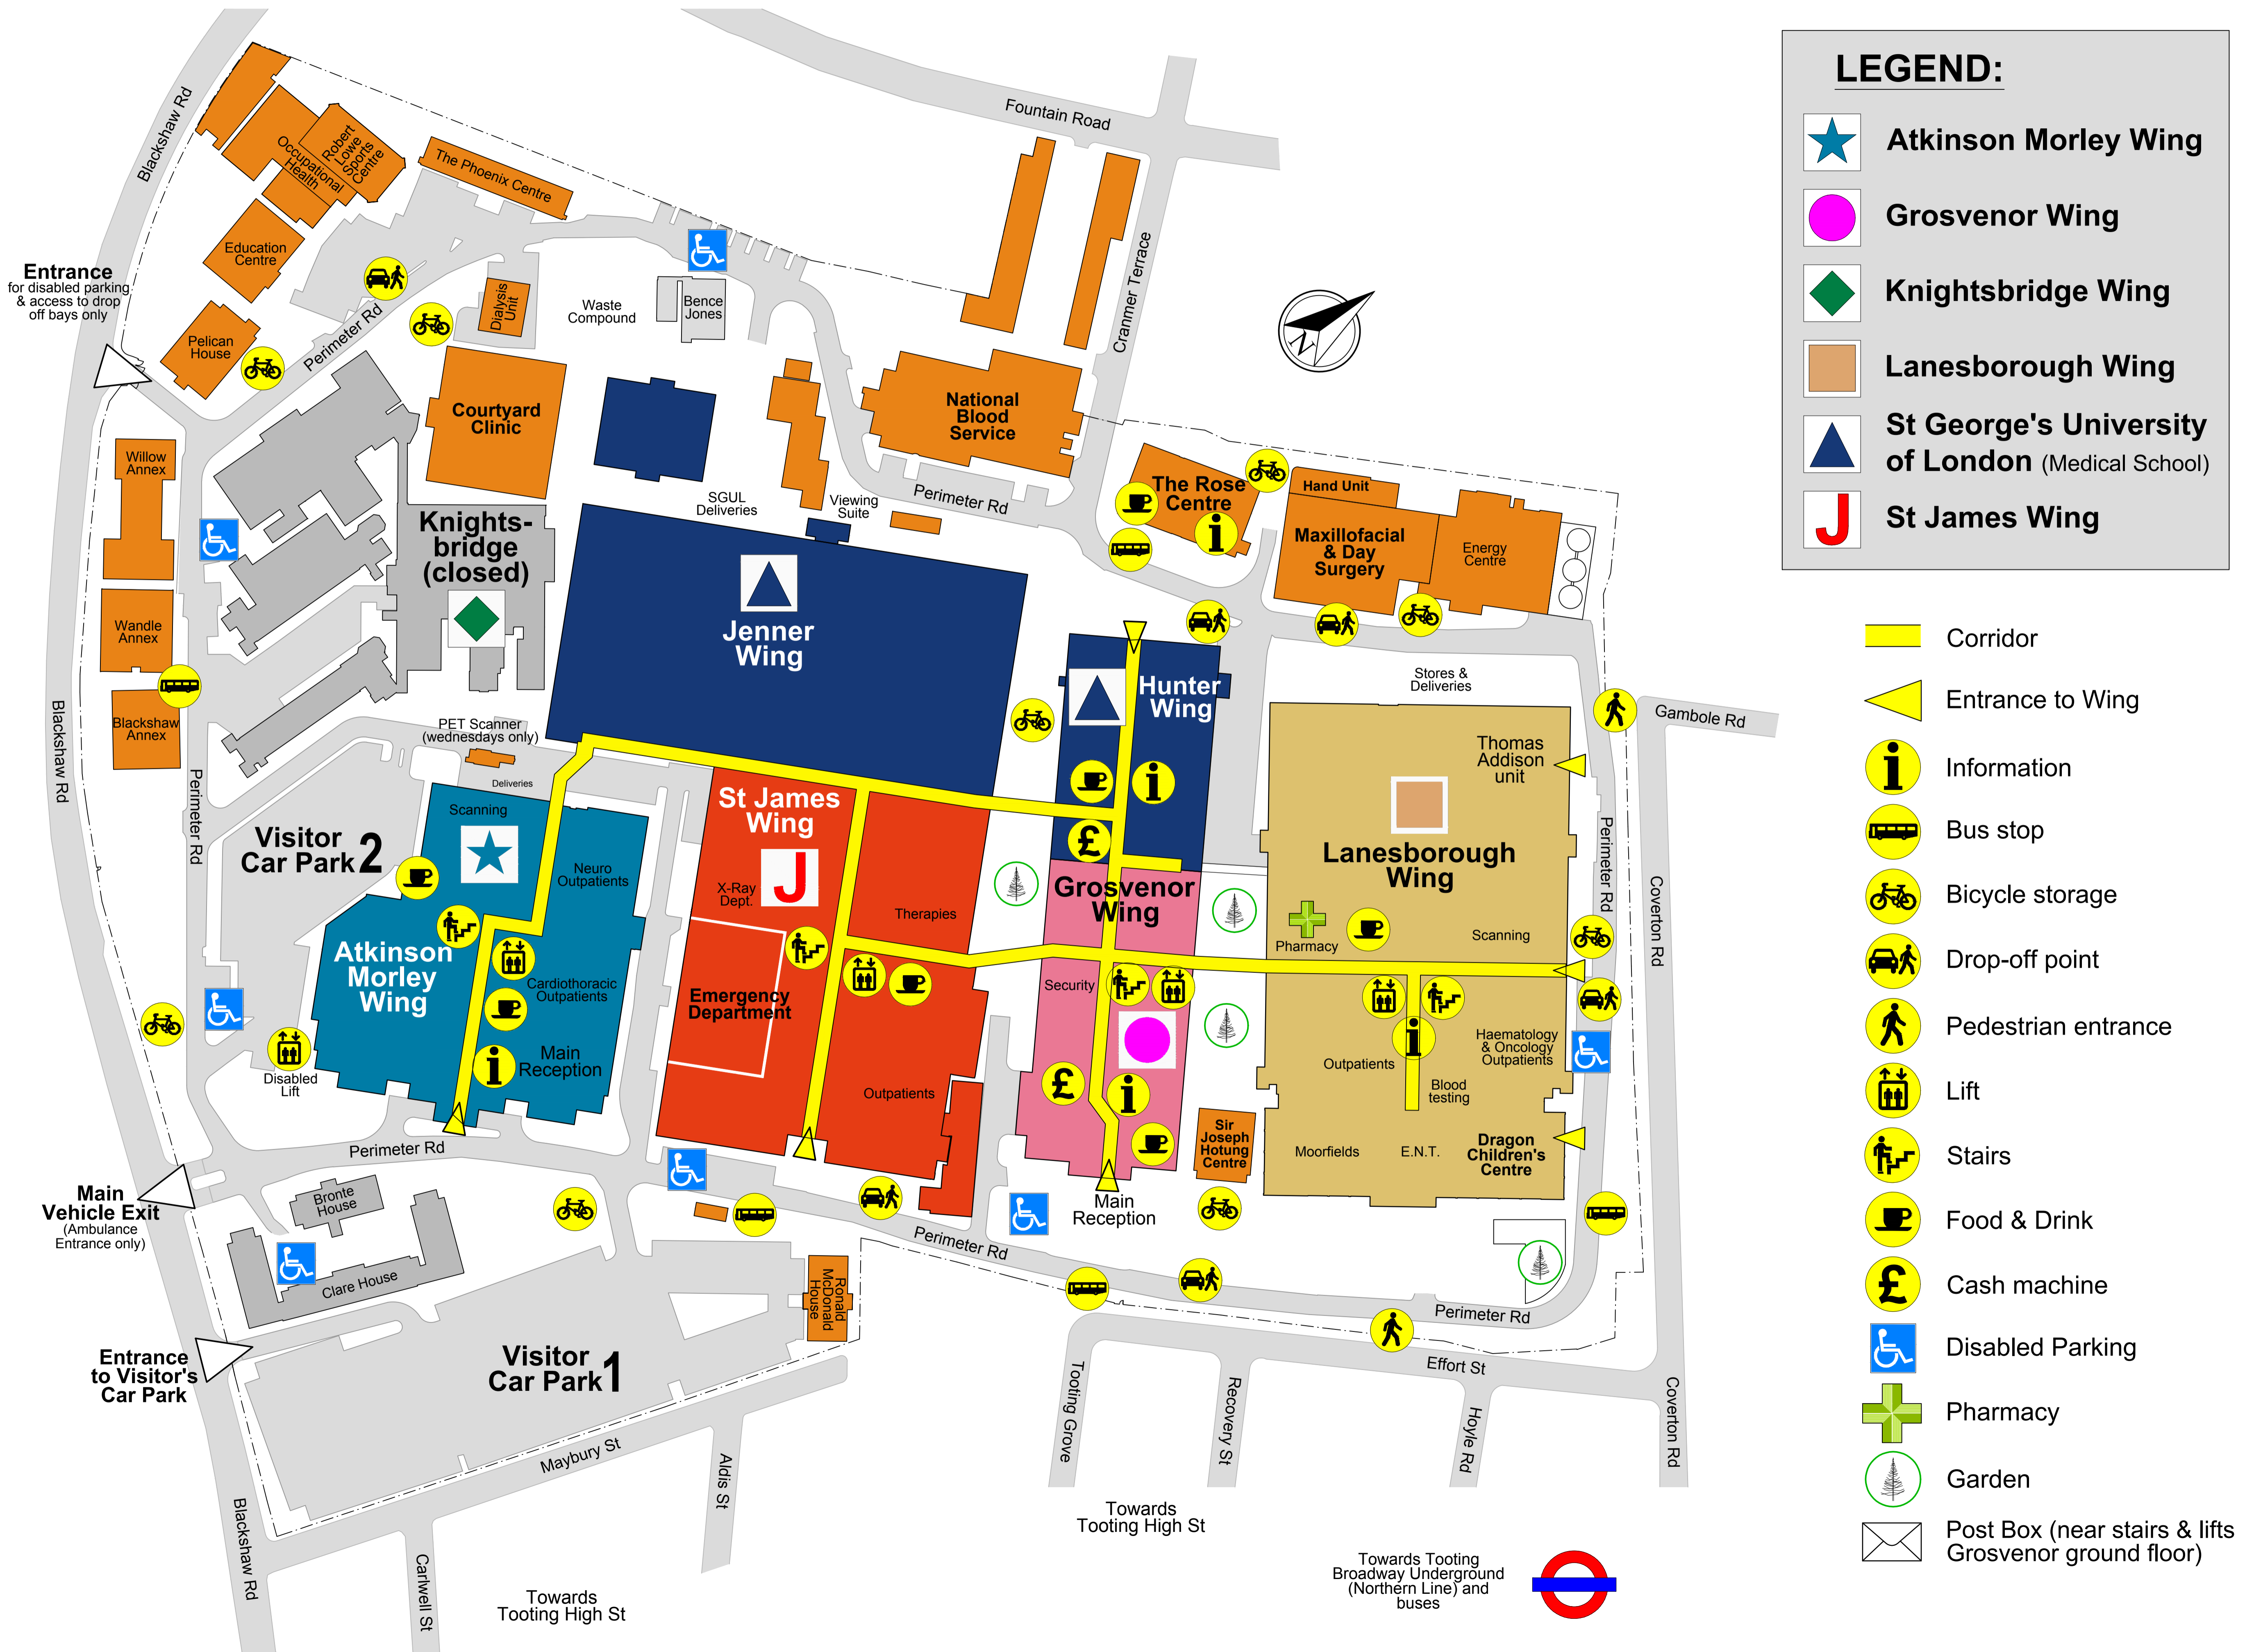 Fountain Road
Blackshaw Rd
Robert
Lowe
Sports
Centre
Occupational
Health
The Phoenix Centre
Education
Centre
Entrance
for disabled parking
& access to drop
off bays only
Pelican
House
Perimeter Rd
Dialysis
Unit
Waste
Compound
Bence
Jones
Cranmer Terrace
N
National
Blood
Service
Courtyard
Clinic
Willow
Annex
SGUL
Deliveries
Viewing
Suite
Perimeter Rd
The Rose
Centre
Hand Unit
Maxillofacial
& Day
Surgery
Energy
Centre
Knights-
bridge
(closed)
Jenner
Wing
Wandle
Annex
Blackshaw Rd
Blackshaw
Annex
Perimeter Rd
PET Scanner
(wednesdays only)
Deliveries
Hunter
Wing
Stores &
Deliveries
Gambole Rd
Thomas
Addison
unit
Perimeter Rd
Coverton Rd
Visitor
Car Park 2
Scanning
Neuro
Outpatients
St James
Wing
J
X-Ray
Dept.
Therapies
£
Grosvenor
Wing
Lanesborough
Wing
Pharmacy
Scanning
Atkinson
Morley
Wing
Cardiothoracic
Outpatients
Main
Reception
Disabled
Lift
Emergency
Department
Outpatients
Security
£
Outpatients
Haematology
& Oncology
Outpatients
Blood
testing
Sir
Joseph
Hotung
Centre
Moorfields
E.N.T.
Dragon
Children's
Centre
Main
Reception
Perimeter Rd
Main
Vehicle Exit
(Ambulance
Entrance only)
Bronte
House
Clare House
Perimeter Rd
Ronald
McDonald
House
Perimeter Rd
Entrance
to Visitor's
Car Park
Visitor
Car Park 1
Effort St
Tooting Grove
Recovery St
Hoyle Rd
Coverton Rd
Maybury St
Aldis St
Blackshaw Rd
Carlwell St
Towards
Tooting High St
Towards
Tooting High St
Towards Tooting
Broadway Underground
(Northern Line) and
buses
LEGEND:
Atkinson Morley Wing
Grosvenor Wing
Knightsbridge Wing
Lanesborough Wing
St George's University
of London (Medical School)
J St James Wing
Corridor
Entrance to Wing
i Information
Bus stop
Bicycle storage
Drop-off point
Pedestrian entrance
Lift
Stairs
Food & Drink
£ Cash machine
Disabled Parking
Pharmacy
Garden
Post Box (near stairs & lifts
Grosvenor ground floor)